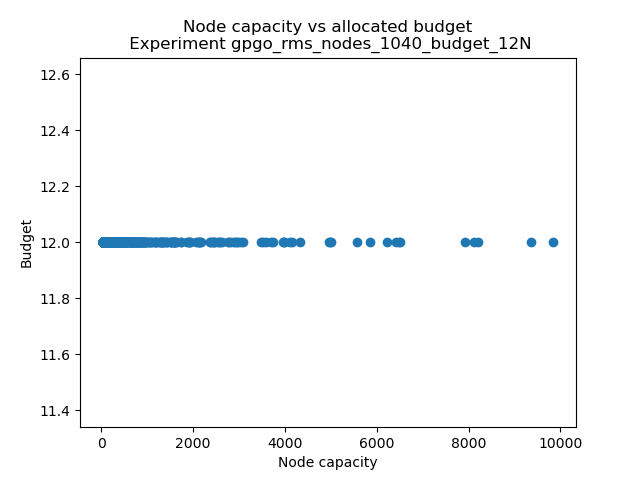 Node capacity vs allocated budget
Experiment gpgo_rms_nodes_1040_budget_12N
12.6
12.4
12.2
12.0
11.8
11.6
11.4
Budget
0 2000 4000 6000 8000 10000
Node capacity